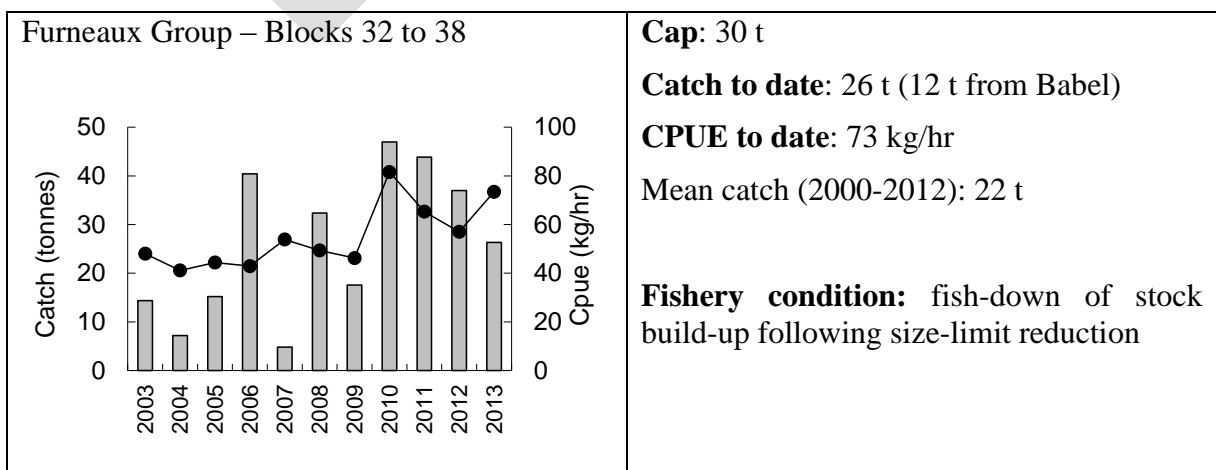 Furneaux Group – Blocks 32 to 38
50
40
30
20
10
0
Catch (tonnes)
100
80
60
40
20
0
Cpue (kg/hr)
2003
2004
2005
2006
2007
2008
2009
2010
2011
2012
2013
Cap: 30 t
Catch to date: 26 t (12 t from Babel)
CPUE to date: 73 kg/hr
Mean catch (2000-2012): 22 t
Fishery condition: fish-down of stock
build-up following size-limit reduction